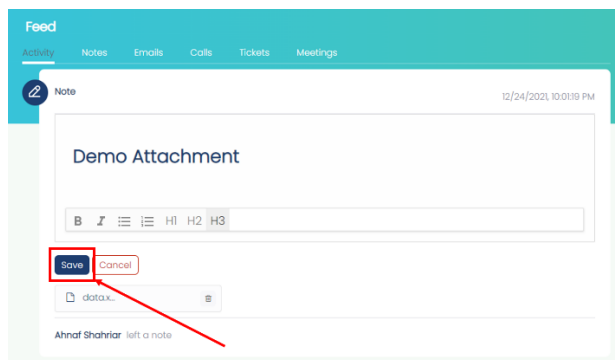 Feed
Activity Notes Emails Calls Tickets Meetings
Note
12/24/2021, 10:01:19 PM
Demo Attachment
B I H1 H2 H3
Save Cancel
data.x...
Ahnaf Shahriar left a note